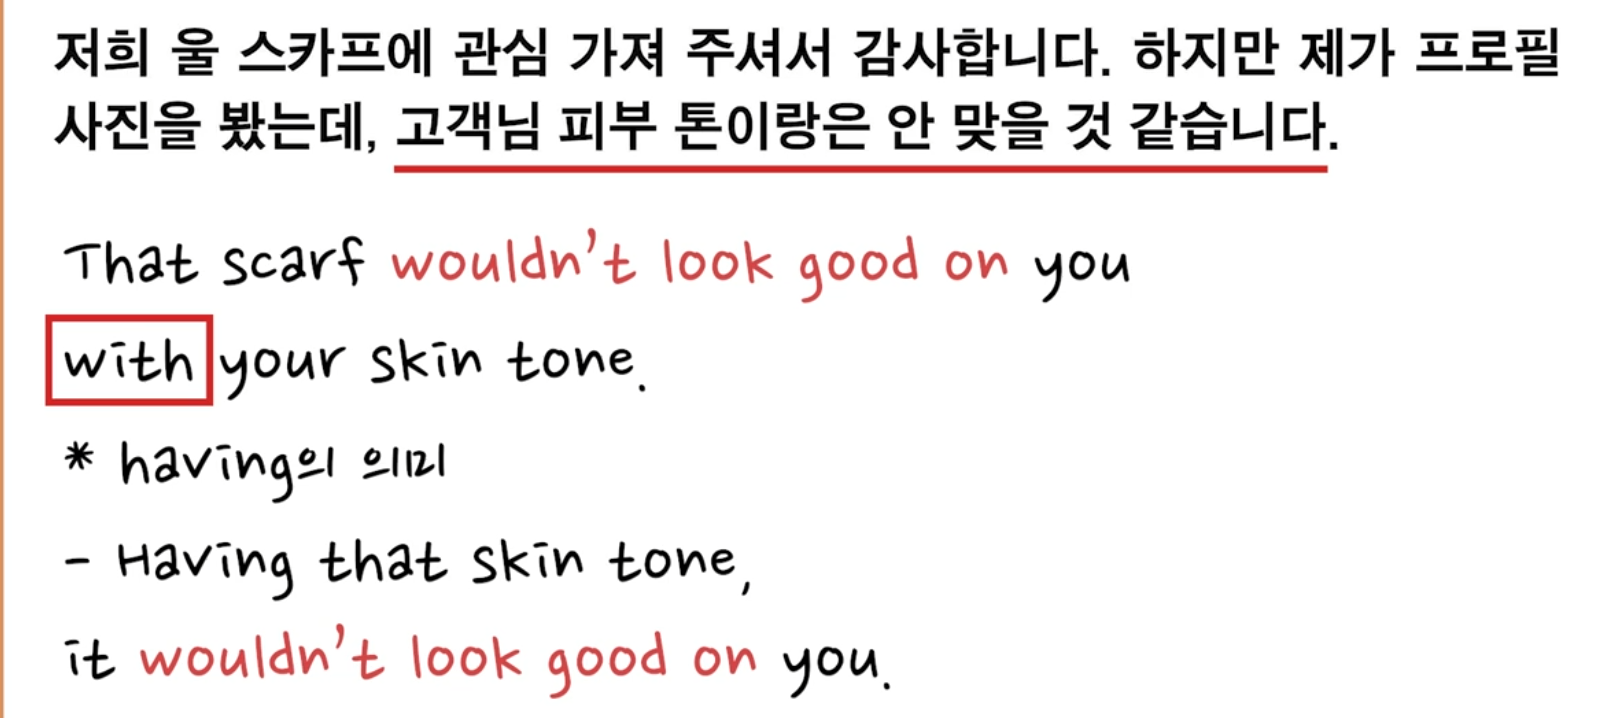 저희 울 스카프에 관심 가져 주셔서 감사합니다. 하지만 제가 프로필
사진을 봤는데, 고객님 피부 톤이랑은 안 맞을 것 같습니다.
That scarf wouldn't look good on you
with your skin tone.
* having의 의미
- Having that skin tone,
it wouldn't look good on you.